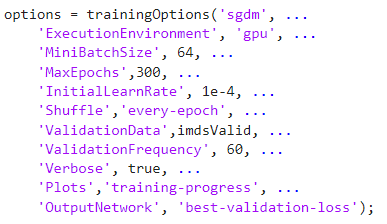 options = trainingOptions('sgdm', ...
'ExecutionEnvironment', 'gpu', ...
'MiniBatchSize', 64, ...
'MaxEpochs',300, ...
'InitialLearnRate', 1e-4, ...
'Shuffle','every-epoch', ...
'ValidationData',imdsValid, ...
'ValidationFrequency', 60, ...
'Verbose', true, ...
'Plots','training-progress', ...
'OutputNetwork', 'best-validation-loss');